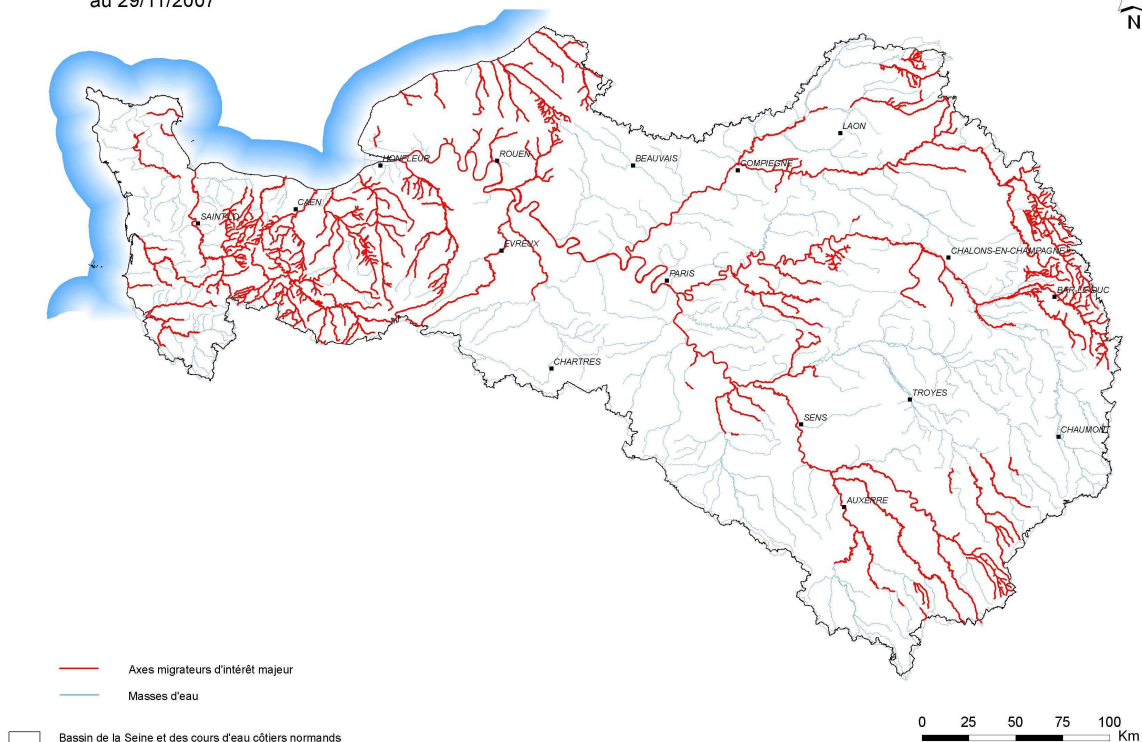 au 29/11/2007
N
LAON
HONFLEUR
ROUEN
BEAUVAIS
COMPIEGNE
SAINT-LO
CAEN
EVREUX
CHALONS-EN-CHAMPAGNE
PARIS
BAR-LE-DUC
CHARTRES
TROYES
SENS
CHAUMONT
AUXERRE
Axes migrateurs d'intérêt majeur
Masses d'eau
Bassin de la Seine et des cours d'eau côtiers normands
0 25 50 75 100
Km